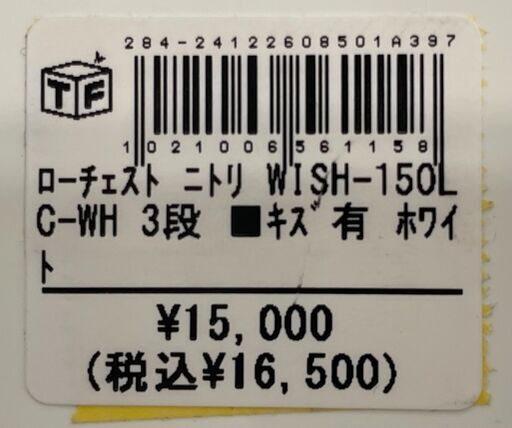 284-24122608501A397
TF
1021006561158
ローチェスト ニトリ WISH-150L
C-WH 3段 ■キズ有 ホワイ
ト
¥15,000
(税込¥16,500)